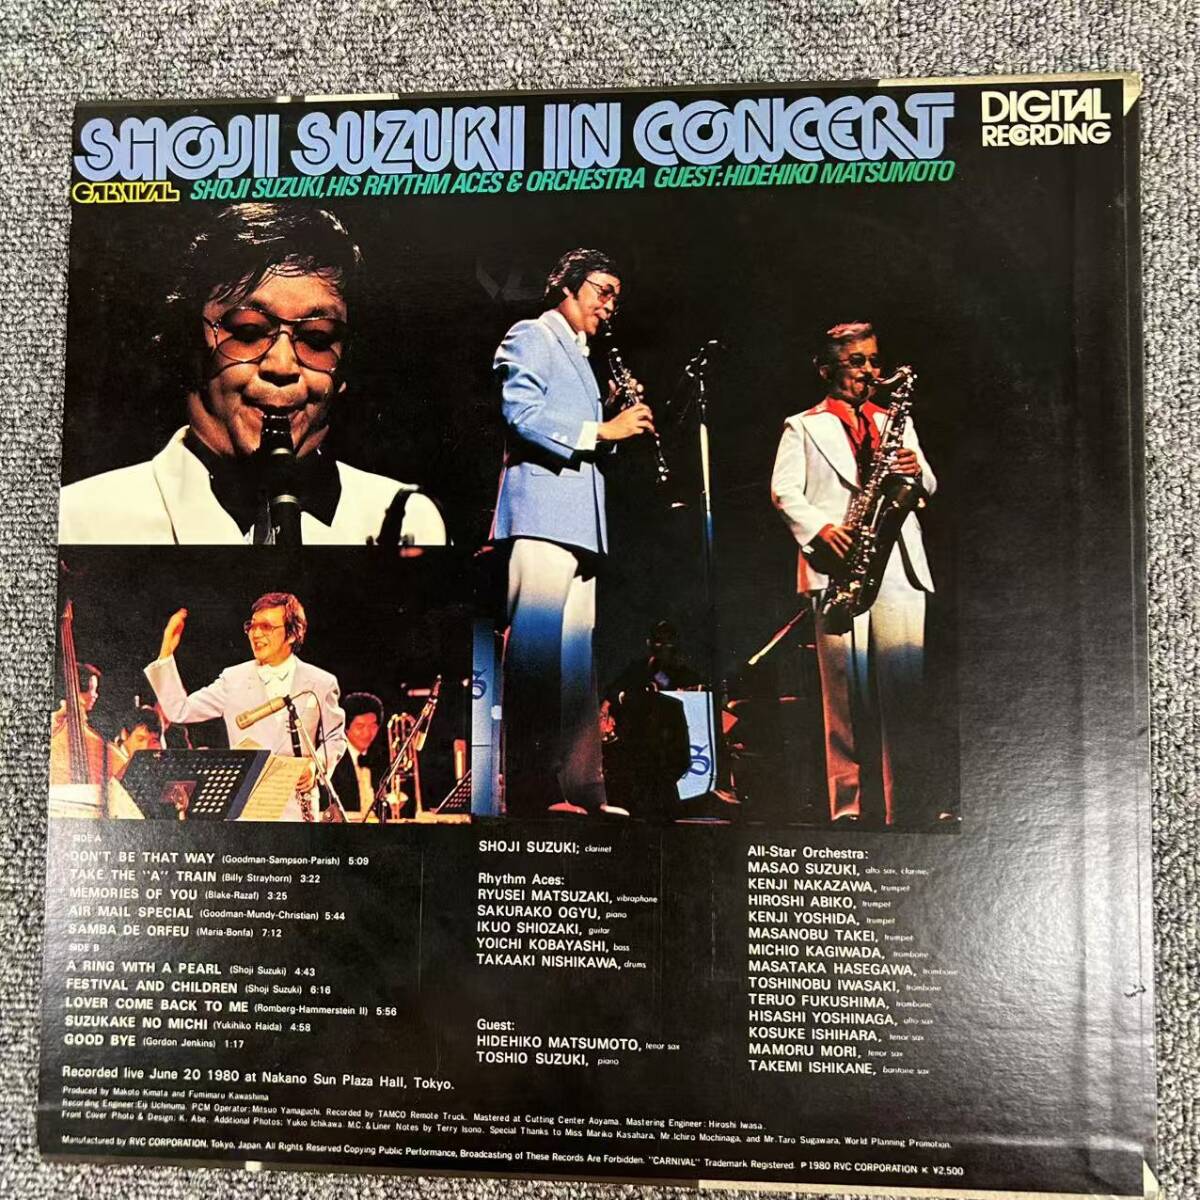 SHOJI SUZUKI IN CONCERT
DIGITAL
RECORDING
CARNIVAL
SHOJI SUZUKI, HIS RHYTHM ACES & ORCHESTRA GUEST: HIDEHIKO MATSUMOTO
SIDE A
DON'T BE THAT WAY (Goodman-Sampson-Parish) 5:09
TAKE THE "A" TRAIN (Billy Strayhorn) 3:22
MEMORIES OF YOU (Blake-Razaf) 3:25
AIR MAIL SPECIAL (Goodman-Mundy-Christian) 5:44
SAMBA DE ORFEU (Maria-Bonfa) 7:12
SIDE B
A RING WITH A PEARL (Shoji Suzuki) 4:43
FESTIVAL AND CHILDREN (Shoji Suzuki) 6:16
LOVER COME BACK TO ME (Romberg-Hammerstein II) 5:56
SUZUKAKE NO MICHI (Yukihiko Haida) 4:58
GOOD BYE (Gordon Jenkins) 1:17
SHOJI SUZUKI; clarinet
Rhythm Aces:
RYUSEI MATSUZAKI, vibraphone
SAKURAKO OGYU, piano
IKUO SHIOZAKI, guitar
YOICHI KOBAYASHI, bass
TAKAAKI NISHIKAWA, drums
Guest:
HIDEHIKO MATSUMOTO, tenor sax
TOSHIO SUZUKI, piano
All-Star Orchestra:
MASAO SUZUKI, alto sax, clarinet
KENJI NAKAZAWA, trumpet
HIROSHI ABIKO, trumpet
KENJI YOSHIDA, trumpet
MASANOBU TAKEI, trumpet
MICHIO KAGIWADA, trombone
MASATAKA HASEGAWA, trombone
TOSHINOBU IWASAKI, trombone
TERUO FUKUSHIMA, trombone
HISASHI YOSHINAGA, alto sax
KOSUKE ISHIHARA, tenor sax
MAMORU MORI, tenor sax
TAKEMI ISHIKANE, baritone sax
Recorded live June 20 1980 at Nakano Sun Plaza Hall, Tokyo.
Produced by Makoto Kimata and Fumimaru Kawashima
Recording Engineer: Eiji Uchinuma. PCM Operator: Mitsuo Yamaguchi. Recorded by TAMCO Remote Truck. Mastered at Cutting Center Aoyama. Mastering Engineer: Hiroshi Iwasa.
Front Cover Photo & Design: K. Abe. Additional Photos: Yukio Ichikawa. M.C. & Liner Notes by Terry Isono. Special Thanks to Miss Mariko Kasahara, Mr. Ichiro Mochinaga, and Mr. Taro Sugawara, World Planning Promotion.
Manufactured by RVC CORPORATION, Tokyo, Japan. All Rights Reserved Copying Public Performance, Broadcasting of These Records Are Forbidden. "CARNIVAL" Trademark Registered. ℗1980 RVC CORPORATION K ¥2,500